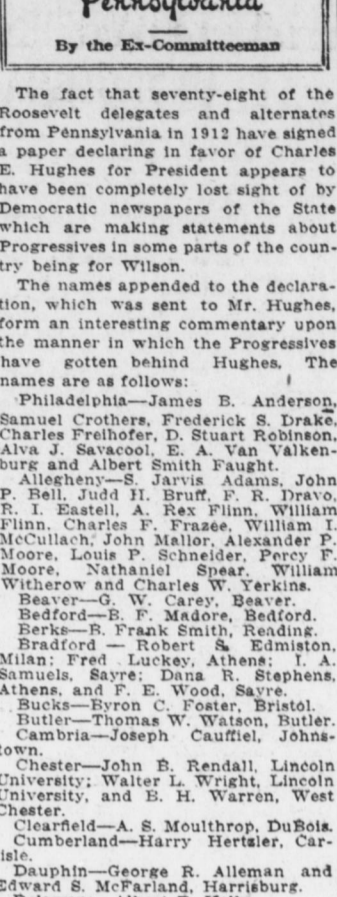 Pennsylvania
By the Ex-Committeeman
The fact that seventy-eight of the
Roosevelt delegates and alternates
from Pennsylvania in 1912 have signed
a paper declaring in favor of Charles
E. Hughes for President appears to
have been completely lost sight of by
Democratic newspapers of the State
which are making statements about
Progressives in some parts of the coun-
try being for Wilson.
The names appended to the declara-
tion, which was sent to Mr. Hughes,
form an interesting commentary upon
the manner in which the Progressives
have gotten behind Hughes. The
names are as follows:
Philadelphia—James B. Anderson,
Samuel Crothers, Frederick S. Drake,
Charles Freihofer, D. Stuart Robinson,
Alva J. Savacool, E. A. Van Valken-
burg and Albert Smith Faught.
Allegheny—S. Jarvis Adams, John
P. Bell, Judd H. Bruff, F. R. Dravo,
R. I. Eastell, A. Rex Flinn, William
Flinn, Charles F. Frazee, William I.
McCullach, John Mallor, Alexander P.
Moore, Louis P. Schneider, Percy F.
Moore, Nathaniel Spear, William
Witherow and Charles W. Yerkins.
Beaver—G. W. Carey, Beaver.
Bedford—B. F. Madore, Bedford.
Berks—B. Frank Smith, Reading.
Bradford — Robert S. Edmiston,
Milan; Fred Luckey, Athens; I. A.
Samuels, Sayre; Dana R. Stephens,
Athens, and F. E. Wood, Sayre.
Bucks—Byron C. Foster, Bristol.
Butler—Thomas W. Watson, Butler.
Cambria—Joseph Cauffiel, Johns-
town.
Chester—John B. Rendall, Lincoln
University; Walter L. Wright, Lincoln
University, and B. H. Warren, West
Chester.
Clearfield—A. S. Moulthrop, DuBois.
Cumberland—Harry Hertzler, Car-
isle.
Dauphin—George R. Alleman and
Edward S. McFarland, Harrisburg.